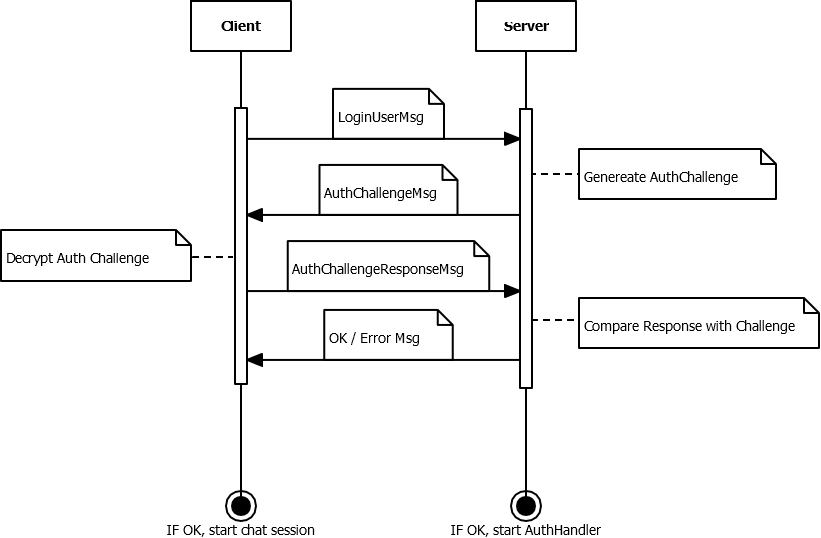 Client
Server
LoginUserMsg
Genereate AuthChallenge
AuthChallengeMsg
Decrypt Auth Challenge
AuthChallengeResponseMsg
Compare Response with Challenge
OK / Error Msg
IF OK, start chat session
IF OK, start AuthHandler